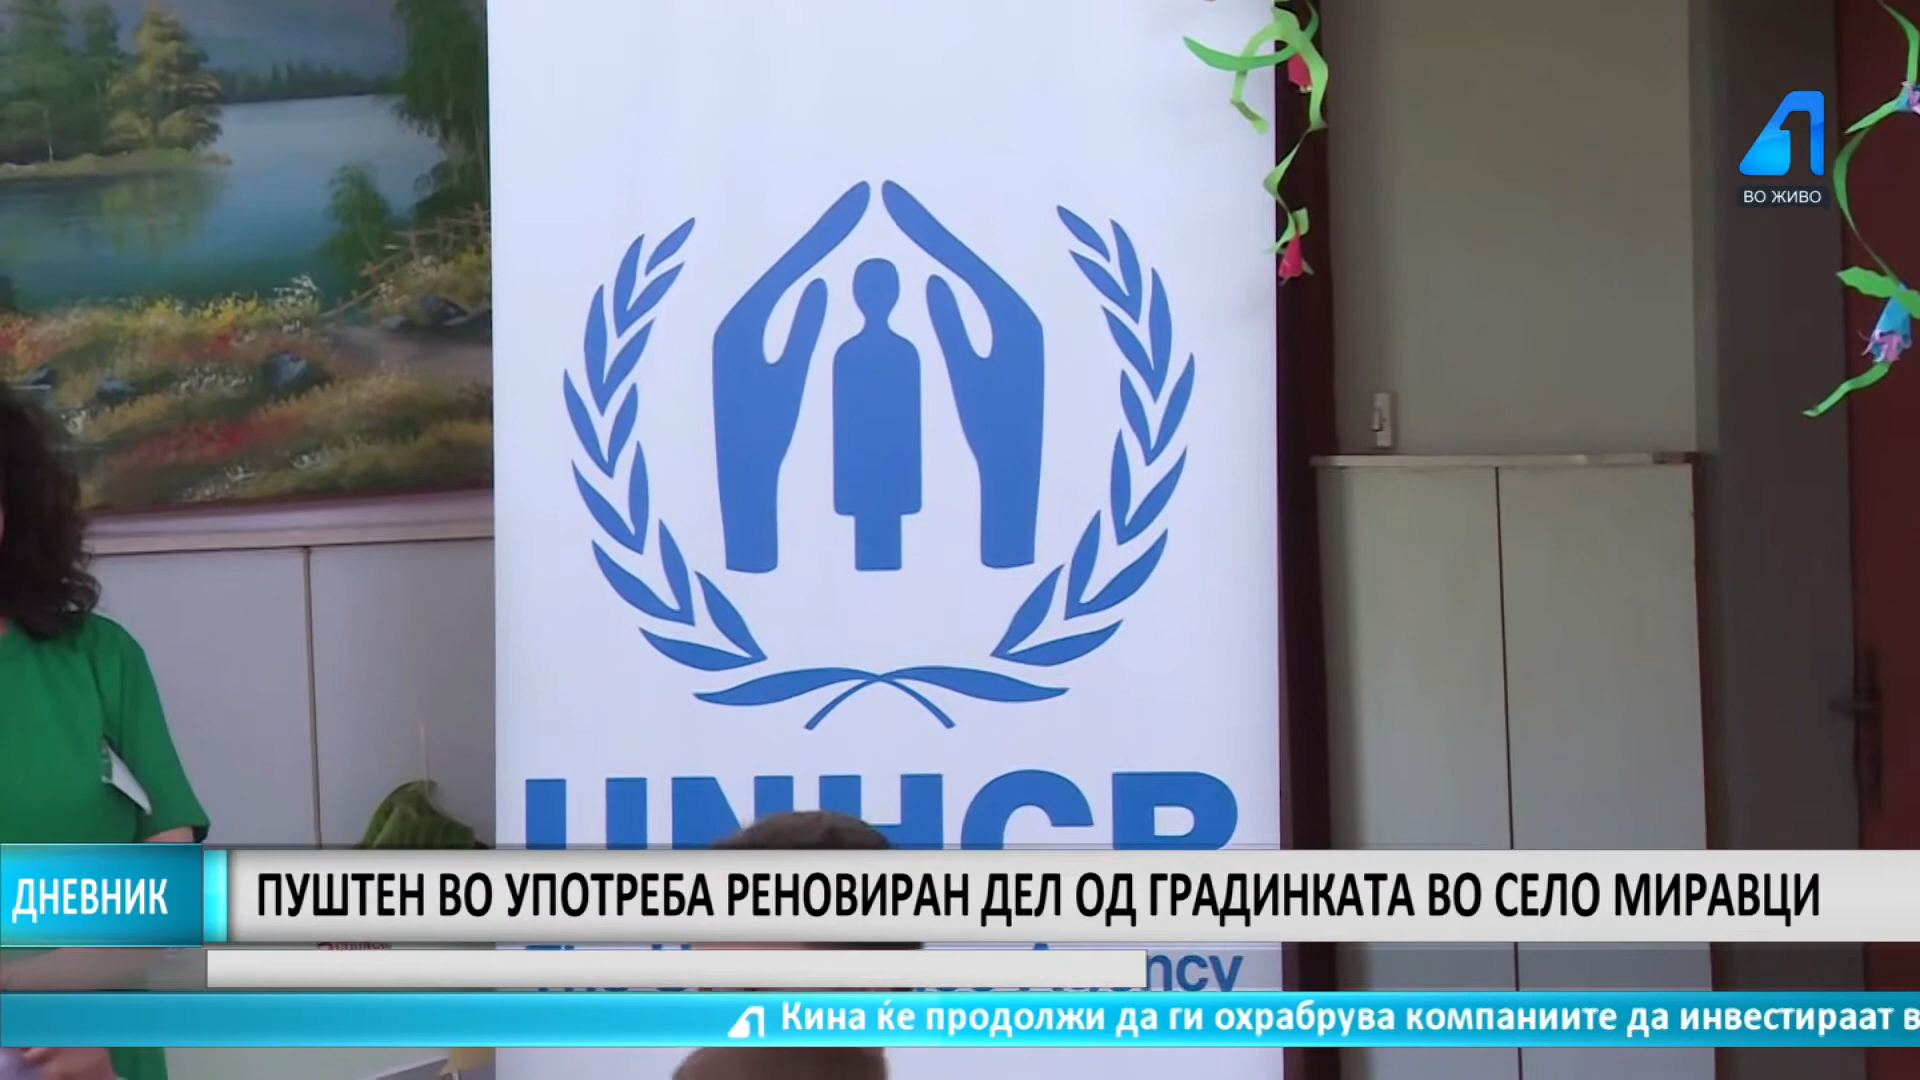 ВО ЖИВО
UNHCR
ДНЕВНИК
ПУШТЕН ВО УПОТРЕБА РЕНОВИРАН ДЕЛ ОД ГРАДИНКАТА ВО СЕЛО МИРАВЦИ
Кина ќе продолжи да ги охрабрува компаниите да инвестираат в